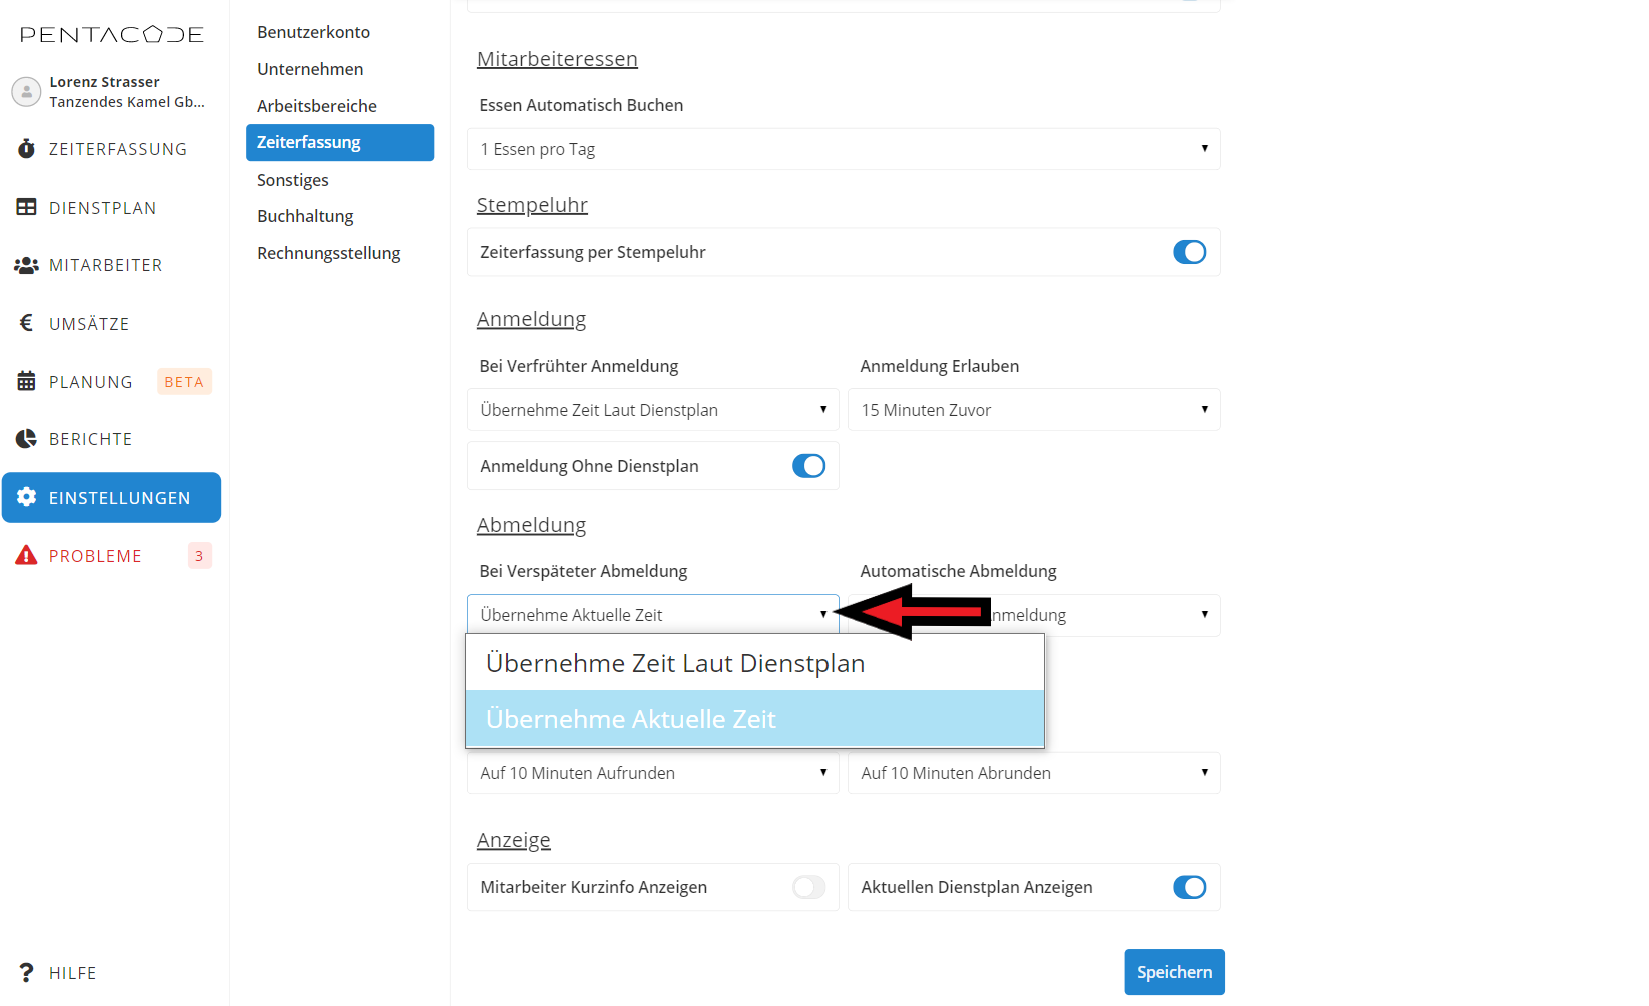 PENTACODE
Lorenz Strasser
Tanzendes Kamel Gb...
ZEITERFASSUNG
DIENSTPLAN
MITARBEITER
UMSÄTZE
PLANUNG BETA
BERICHTE
EINSTELLUNGEN
PROBLEME 3
HILFE
Benutzerkonto
Unternehmen
Arbeitsbereiche
Zeiterfassung
Sonstiges
Buchhaltung
Rechnungsstellung
Mitarbeiteressen
Essen Automatisch Buchen
1 Essen pro Tag
Stempeluhr
Zeiterfassung per Stempeluhr
Anmeldung
Bei Verfrühter Anmeldung
Anmeldung Erlauben
Übernehme Zeit Laut Dienstplan
15 Minuten Zuvor
Anmeldung Ohne Dienstplan
Abmeldung
Bei Verspäteter Abmeldung
Automatische Abmeldung
Übernehme Aktuelle Zeit
nmeldung
Übernehme Zeit Laut Dienstplan
Übernehme Aktuelle Zeit
Auf 10 Minuten Aufrunden
Auf 10 Minuten Abrunden
Anzeige
Mitarbeiter Kurzinfo Anzeigen
Aktuellen Dienstplan Anzeigen
Speichern